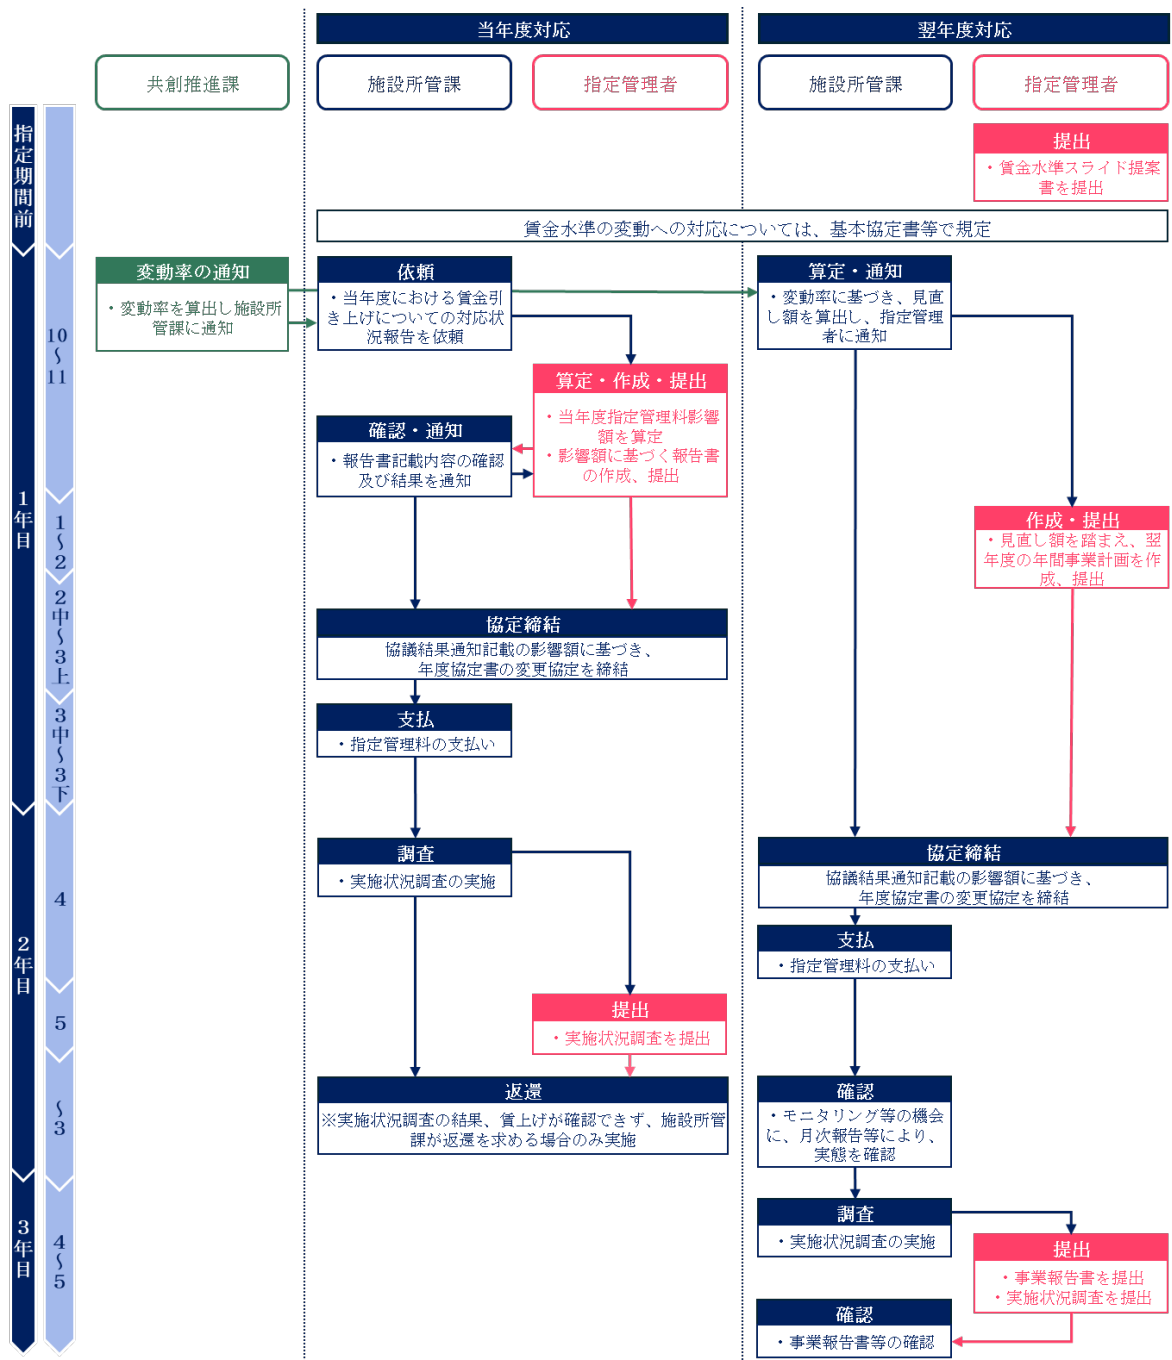 当年度対応
翌年度対応
共創推進課
施設所管課
指定管理者
施設所管課
指定管理者
指定期間前
提出
・賃金水準スライド提案
書を提出
賃金水準の変動への対応については、基本協定書等で規定
1年目
10～11
変動率の通知
・変動率を算出し施設所
管課に通知
依頼
・当年度における賃金引
き上げについての対応状
況報告を依頼
算定・通知
・変動率に基づき、見直
し額を算出し、指定管理
者に通知
算定・作成・提出
・当年度指定管理料影響
額を算定
・影響額に基づく報告書
の作成、提出
確認・通知
・報告書記載内容の確認
及び結果を通知
1～2
作成・提出
・見直し額を踏まえ、翌
年度の年間事業計画を作
成、提出
2中～3上
協定締結
協議結果通知記載の影響額に基づき、
年度協定書の変更協定を締結
3中～3下
支払
・指定管理料の支払い
2年目
4
調査
・実施状況調査の実施
協定締結
協議結果通知記載の影響額に基づき、
年度協定書の変更協定を締結
支払
・指定管理料の支払い
5
提出
・実施状況調査を提出
～3
返還
※実施状況調査の結果、賃上げが確認できず、施設所管
課が返還を求める場合のみ実施
確認
・モニタリング等の機会
に、月次報告等により、
実態を確認
3年目
4～5
調査
・実施状況調査の実施
提出
・事業報告書を提出
・実施状況調査を提出
確認
・事業報告書等の確認